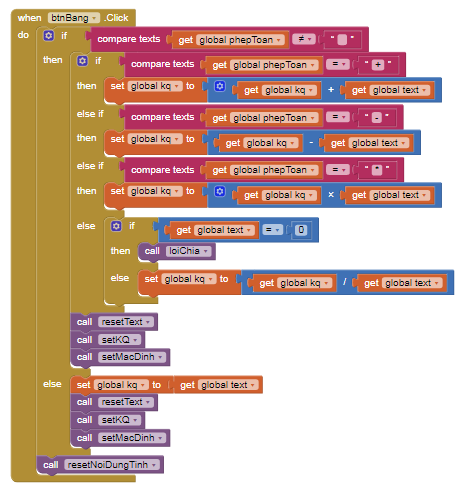 when btnBang .Click
do if compare texts get global phepToan ≠ " "
then if compare texts get global phepToan = " + "
then set global kq to get global kq + get global text
else if compare texts get global phepToan = " - "
then set global kq to get global kq - get global text
else if compare texts get global phepToan = " * "
then set global kq to get global kq × get global text
else if get global text = 0
then call loiChia
else set global kq to get global kq / get global text
call resetText
call setKQ
call setMacDinh
else set global kq to get global text
call resetText
call setKQ
call setMacDinh
call resetNoiDungTinh